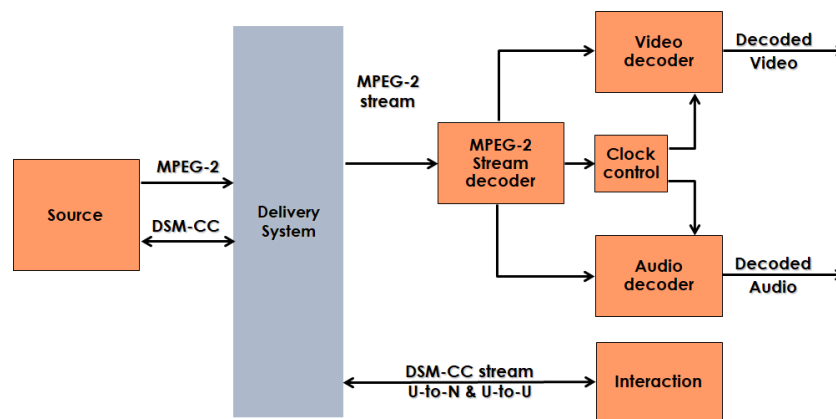 Source
MPEG-2
DSM-CC
Delivery
System
MPEG-2
stream
MPEG-2
Stream
decoder
Clock
control
Video
decoder
Decoded
Video
Audio
decoder
Decoded
Audio
DSM-CC stream
U-to-N & U-to-U
Interaction